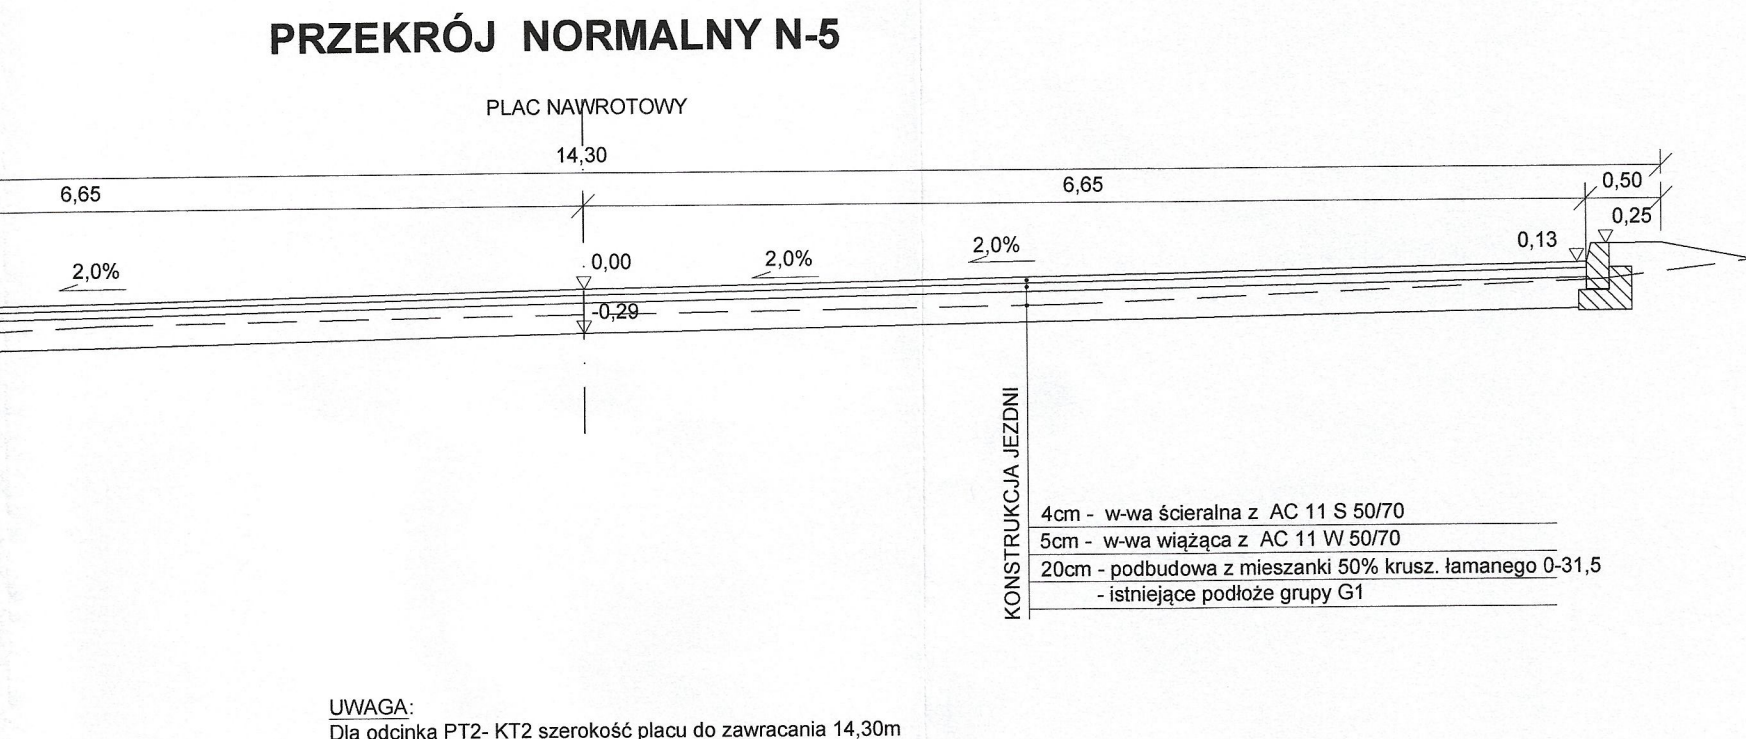 PRZEKRÓJ NORMALNY N-5
PLAC NAWROTOWY
14,30
6,65
6,65
0,50
0,25
0,13
2,0%
0,00
2,0%
2,0%
-0,29
KONSTRUKCJA JEZDNI
4cm - w-wa ścieralna z AC 11 S 50/70
5cm - w-wa wiążąca z AC 11 W 50/70
20cm - podbudowa z mieszanki 50% krusz. łamanego 0-31,5
- istniejące podłoże grupy G1
UWAGA:
Dla odcinka PT2- KT2 szerokość placu do zawracania 14,30m